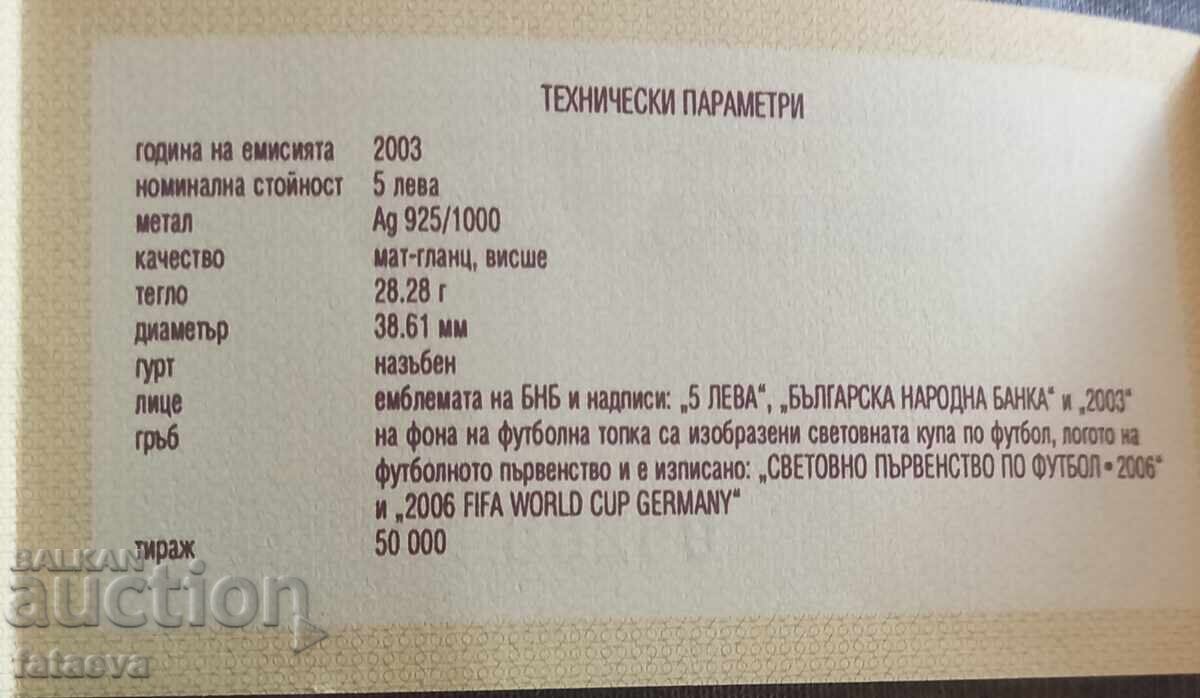 ТЕХНИЧЕСКИ ПАРАМЕТРИ
година на емисията 2003
номинална стойност 5 лева
метал Ag 925/1000
качество мат-гланц, висше
тегло 28.28 г
диаметър 38.61 мм
гурт назъбен
лице емблемата на БНБ и надписи: „5 ЛЕВА“, „БЪЛГАРСКА НАРОДНА БАНКА“ и „2003“
гръб на фона на футболна топка са изобразени световната купа по футбол, логото на
футболното първенство и е изписано: „СВЕТОВНО ПЪРВЕНСТВО ПО ФУТБОЛ • 2006“
и „2006 FIFA WORLD CUP GERMANY“
тираж 50 000
BALKAN
auction
fataeva